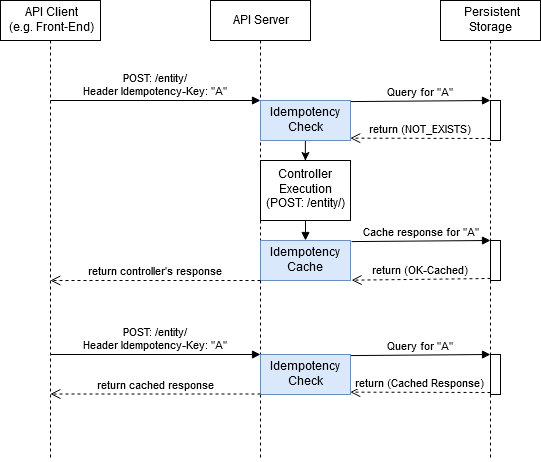 API Client
(e.g. Front-End)
API Server
Persistent
Storage
POST: /entity/
Header Idempotency-Key: "A"
Query for "A"
Idempotency
Check
return (NOT_EXISTS)
Controller
Execution
(POST: /entity/)
Cache response for "A"
Idempotency
Cache
return (OK-Cached)
return controller's response
POST: /entity/
Header Idempotency-Key: "A"
Query for "A"
Idempotency
Check
return (Cached Response)
return cached response